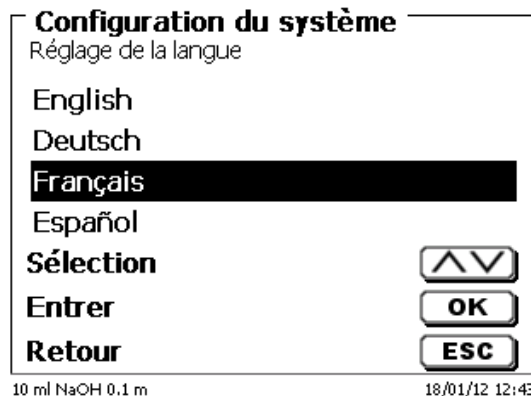 Configuration du système
Réglage de la langue
English
Deutsch
Français
Español
Sélection
Entrer OK
Retour ESC
10 ml NaOH 0.1 m 18/01/12 12:43